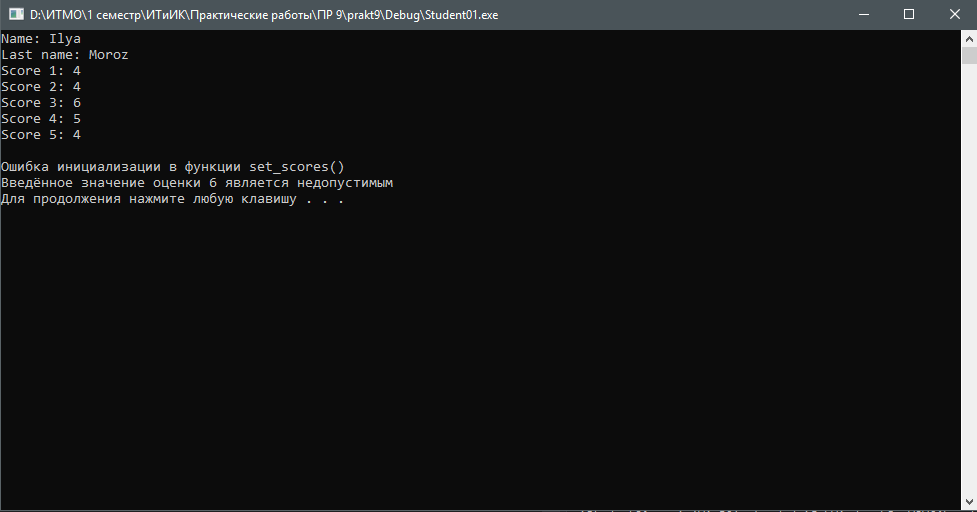 D:\ИТМО\1 семестр\ИТиИК\Практические работы\ПР 9\prakt9\Debug\Student01.exe
Name: Ilya
Last name: Moroz
Score 1: 4
Score 2: 4
Score 3: 6
Score 4: 5
Score 5: 4
Ошибка инициализации в функции set_scores()
Введённое значение оценки 6 является недопустимым
Для продолжения нажмите любую клавишу . . .